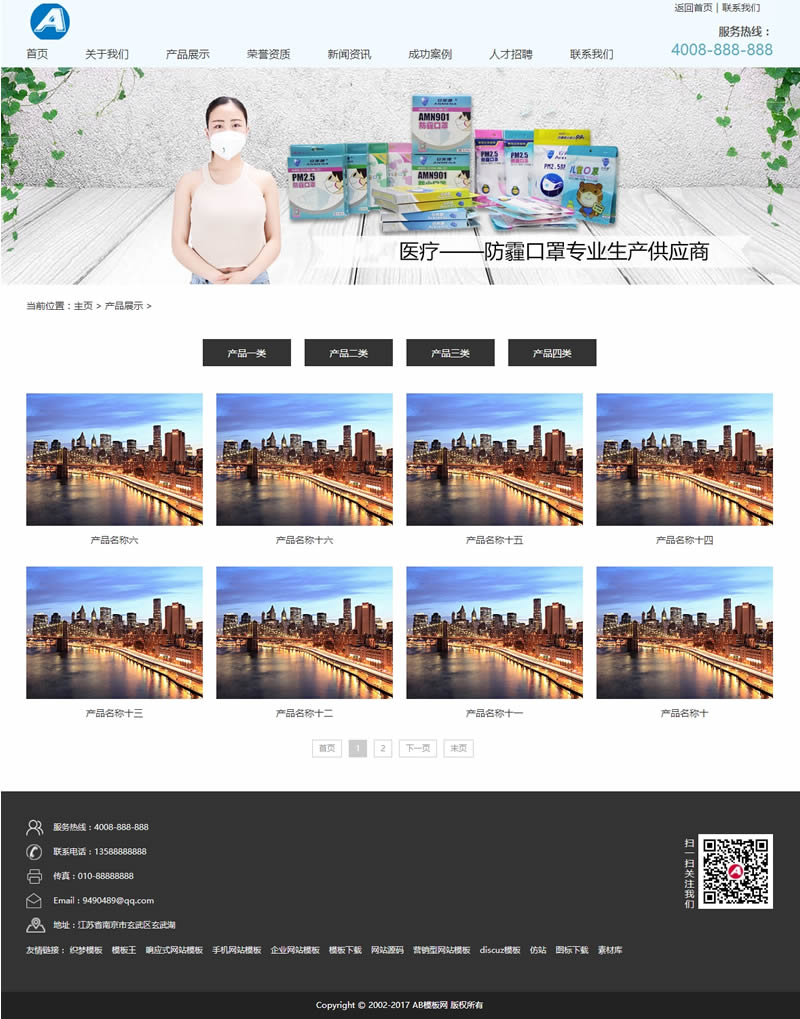 返回首页 | 联系我们
服务热线：
4008-888-888
首页 关于我们 产品展示 荣誉资质 新闻资讯 成功案例 人才招聘 联系我们
AMN901
防霾口罩
PM2.5
防霾口罩
AMN901
PM2.5
PM2.5
PM2.5
儿童口罩
医疗——防霾口罩专业生产供应商
当前位置：主页 > 产品展示 >
产品一类 产品二类 产品三类 产品四类
产品名称六 产品名称十六 产品名称十五 产品名称十四
产品名称十三 产品名称十二 产品名称十一 产品名称十
首页 1 2 下一页 末页
服务热线：4008-888-888
联系电话：13588888888
传真：010-88888888
Email：9490489@qq.com
地址：江苏省南京市玄武区玄武湖
扫一扫关注我们
友情链接： 织梦模板 模板王 响应式网站模板 手机网站模板 企业网站模板 模板下载 网站源码 营销型网站模板 discuz模板 仿站 图标下载 素材库
Copyright © 2002-2017 AB模板网 版权所有